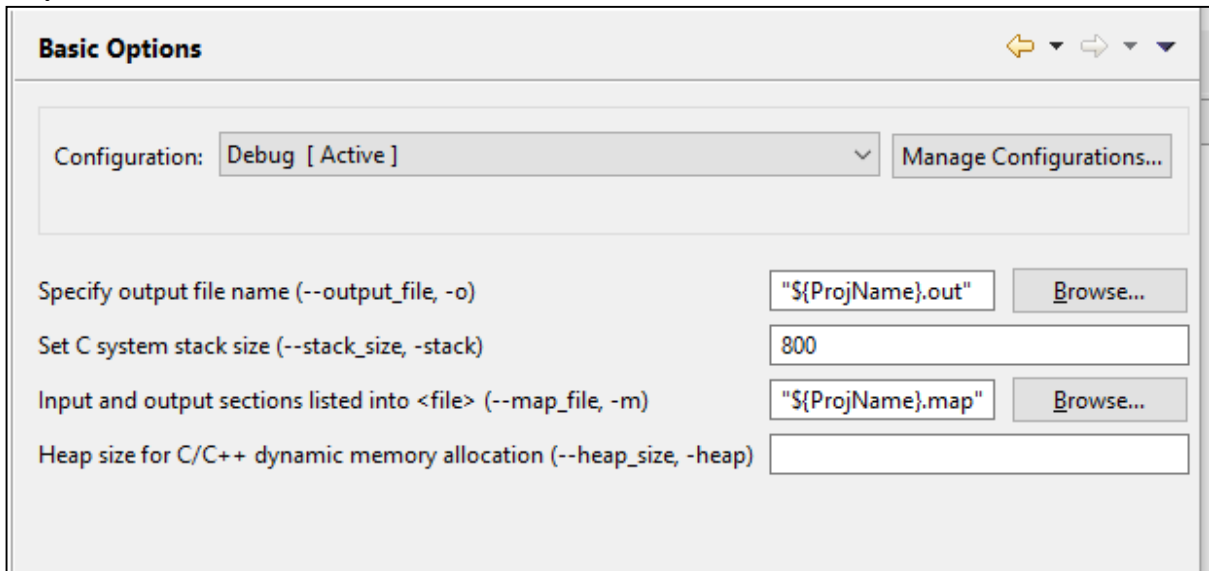 Basic Options
Configuration: Debug [ Active ] Manage Configurations...
Specify output file name (--output_file, -o) "${ProjName}.out" Browse...
Set C system stack size (--stack_size, -stack) 800
Input and output sections listed into <file> (--map_file, -m) "${ProjName}.map" Browse...
Heap size for C/C++ dynamic memory allocation (--heap_size, -heap)